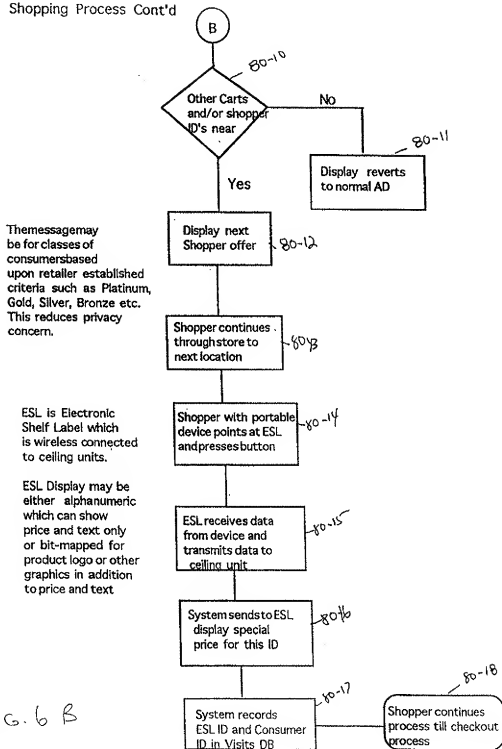 Shopping Process Cont'd
B
80-10
Other Carts
and/or shopper
ID's near
No
80-11
Display reverts
to normal AD
Yes
Display next
Shopper offer
80-12
Themessagemay
be for classes of
consumersbased
upon retailer established
criteria such as Platinum,
Gold, Silver, Bronze etc.
This reduces privacy
concern.
Shopper continues
through store to
next location
80-13
ESL is Electronic
Shelf Label which
is wireless connected
to ceiling units.
Shopper with portable
device points at ESL
and presses button
80-14
ESL Display may be
either alphanumeric
which can show
price and text only
or bit-mapped for
product logo or other
graphics in addition
to price and text
ESL receives data
from device and
transmits data to
ceiling unit
80-15
System sends to ESL
display special
price for this ID
80-16
80-17
System records
ESL ID and Consumer
ID in Visits DB
80-18
Shopper continues
process till checkout
process
G. 6 B